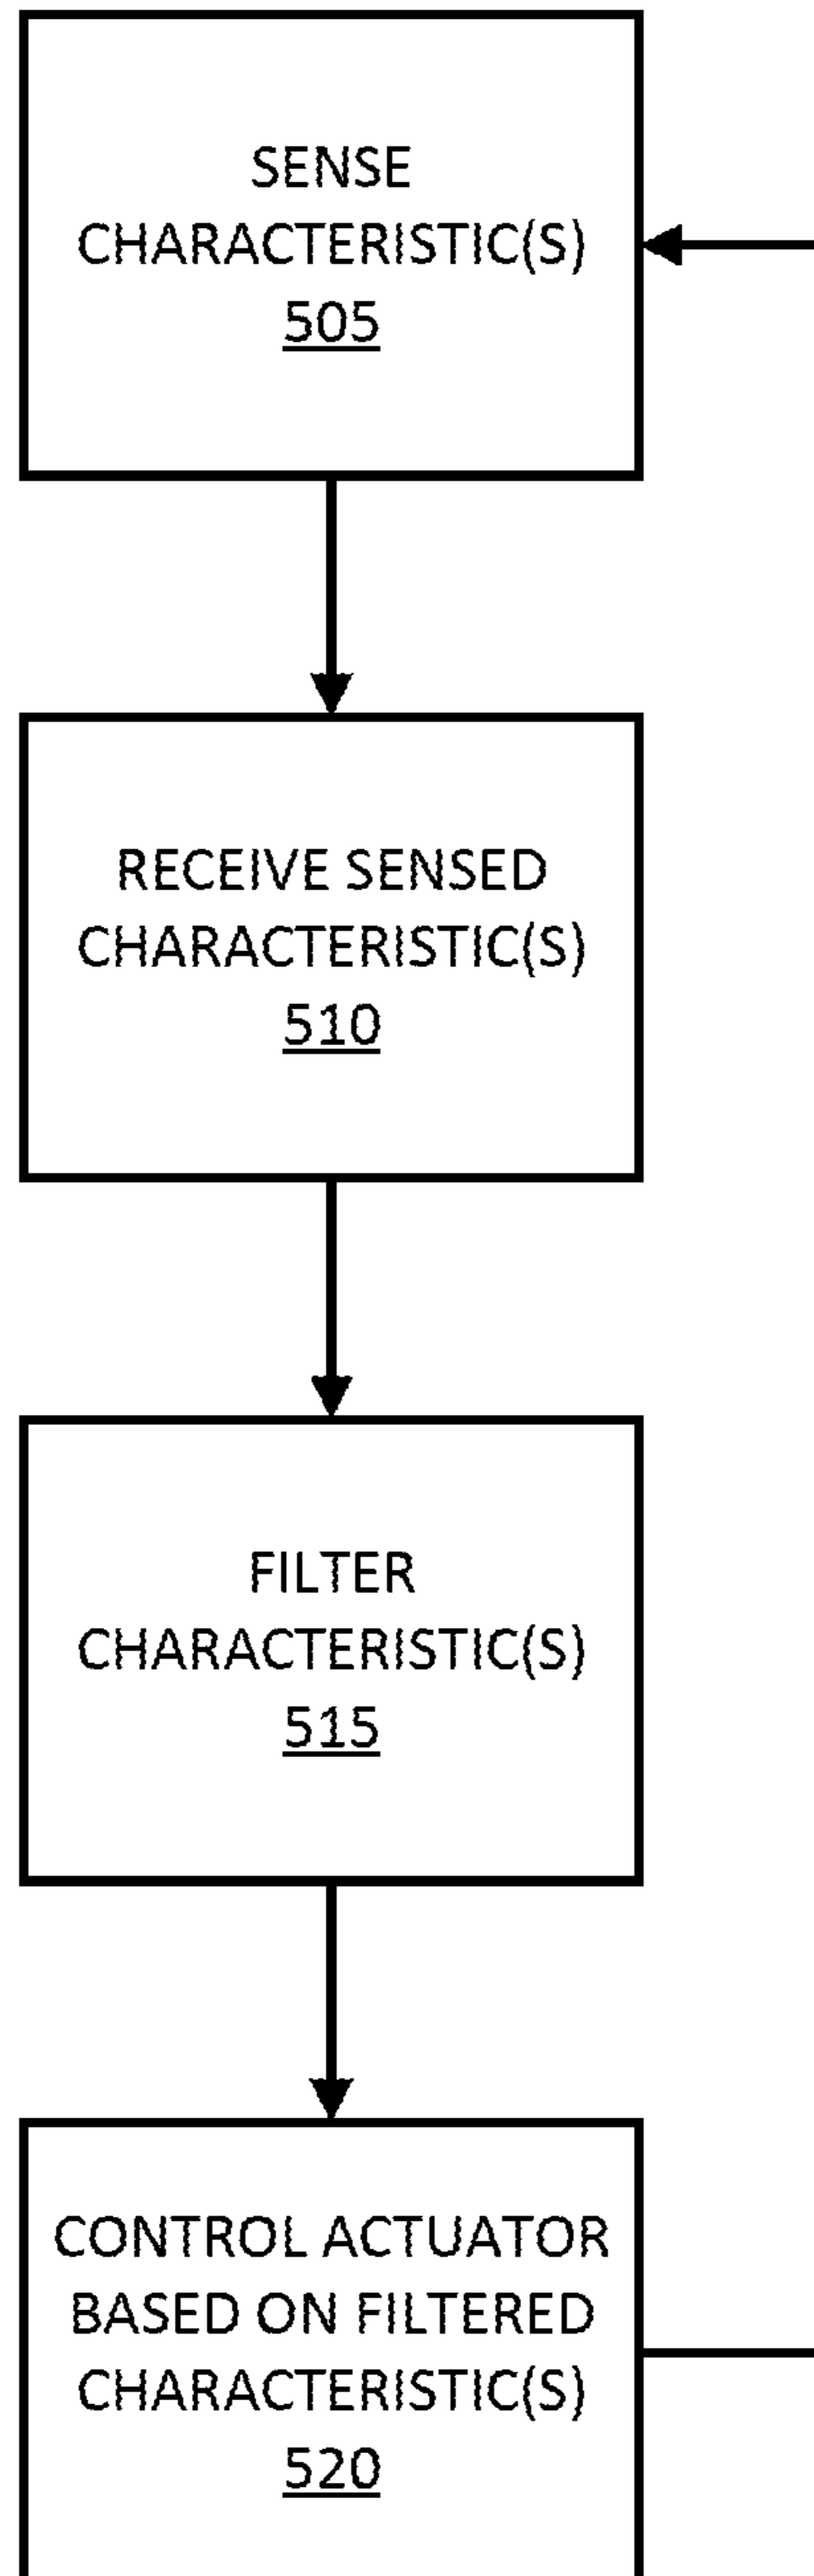 SENSE
CHARACTERISTIC(S)
505
RECEIVE SENSED
CHARACTERISTIC(S)
510
FILTER
CHARACTERISTIC(S)
515
CONTROL ACTUATOR
BASED ON FILTERED
CHARACTERISTIC(S)
520